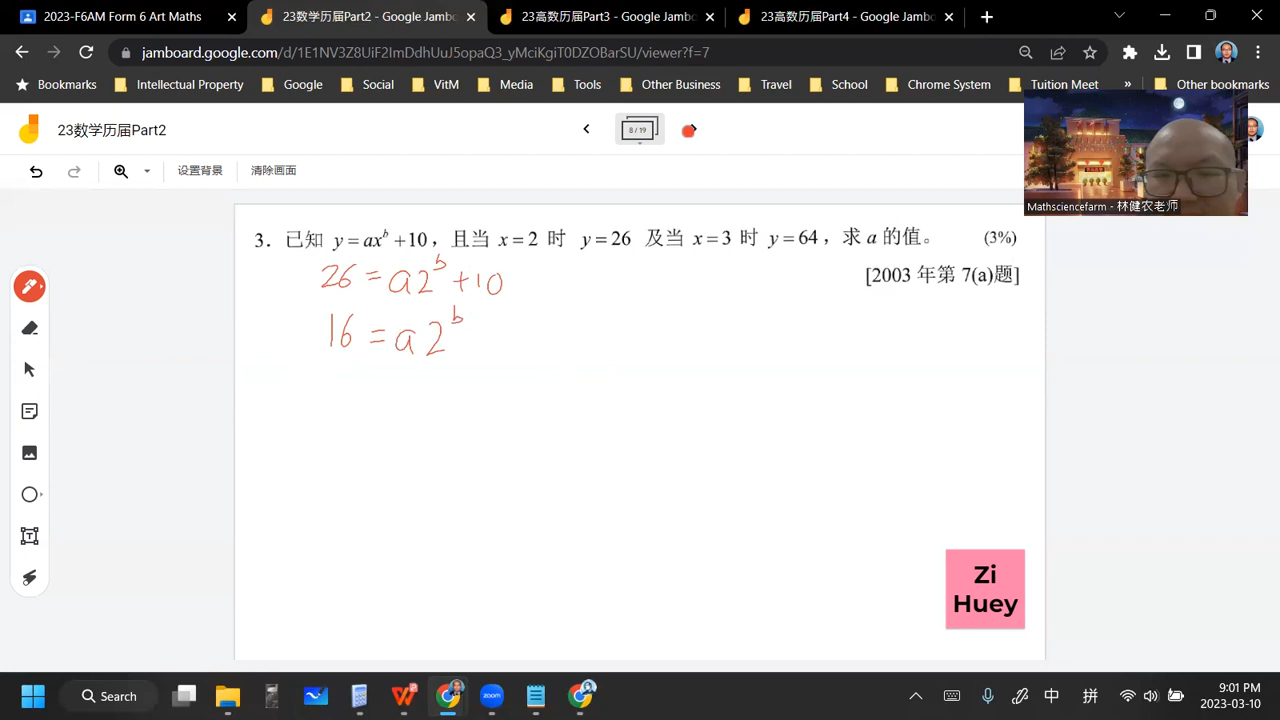 2023-F6AM Form 6 Art Maths
23数学历届Part2 - Google Jambo
23高数历届Part3 - Google Jambo
23高数历届Part4 - Google Jamb
jamboard.google.com/d/1E1NV3Z8UiF2ImDdhUuJ5opaQ3_yMciKgiT0DZOBarSU/viewer?f=7
Bookmarks Intellectual Property Google Social VitM Media Tools Other Business Travel School Chrome System Tuition Meet » Other bookmarks
23数学历届Part2
8 / 19
设置背景 清除画面
Mathsciencefarm - 林健农老师
3. 已知 y = ax^b + 10，且当 x = 2 时 y = 26 及当 x = 3 时 y = 64，求 a 的值。 (3%)
[2003 年第 7(a)题]
26 = a2^b + 10
16 = a2^b
Zi
Huey
Search
中 拼
9:01 PM
2023-03-10